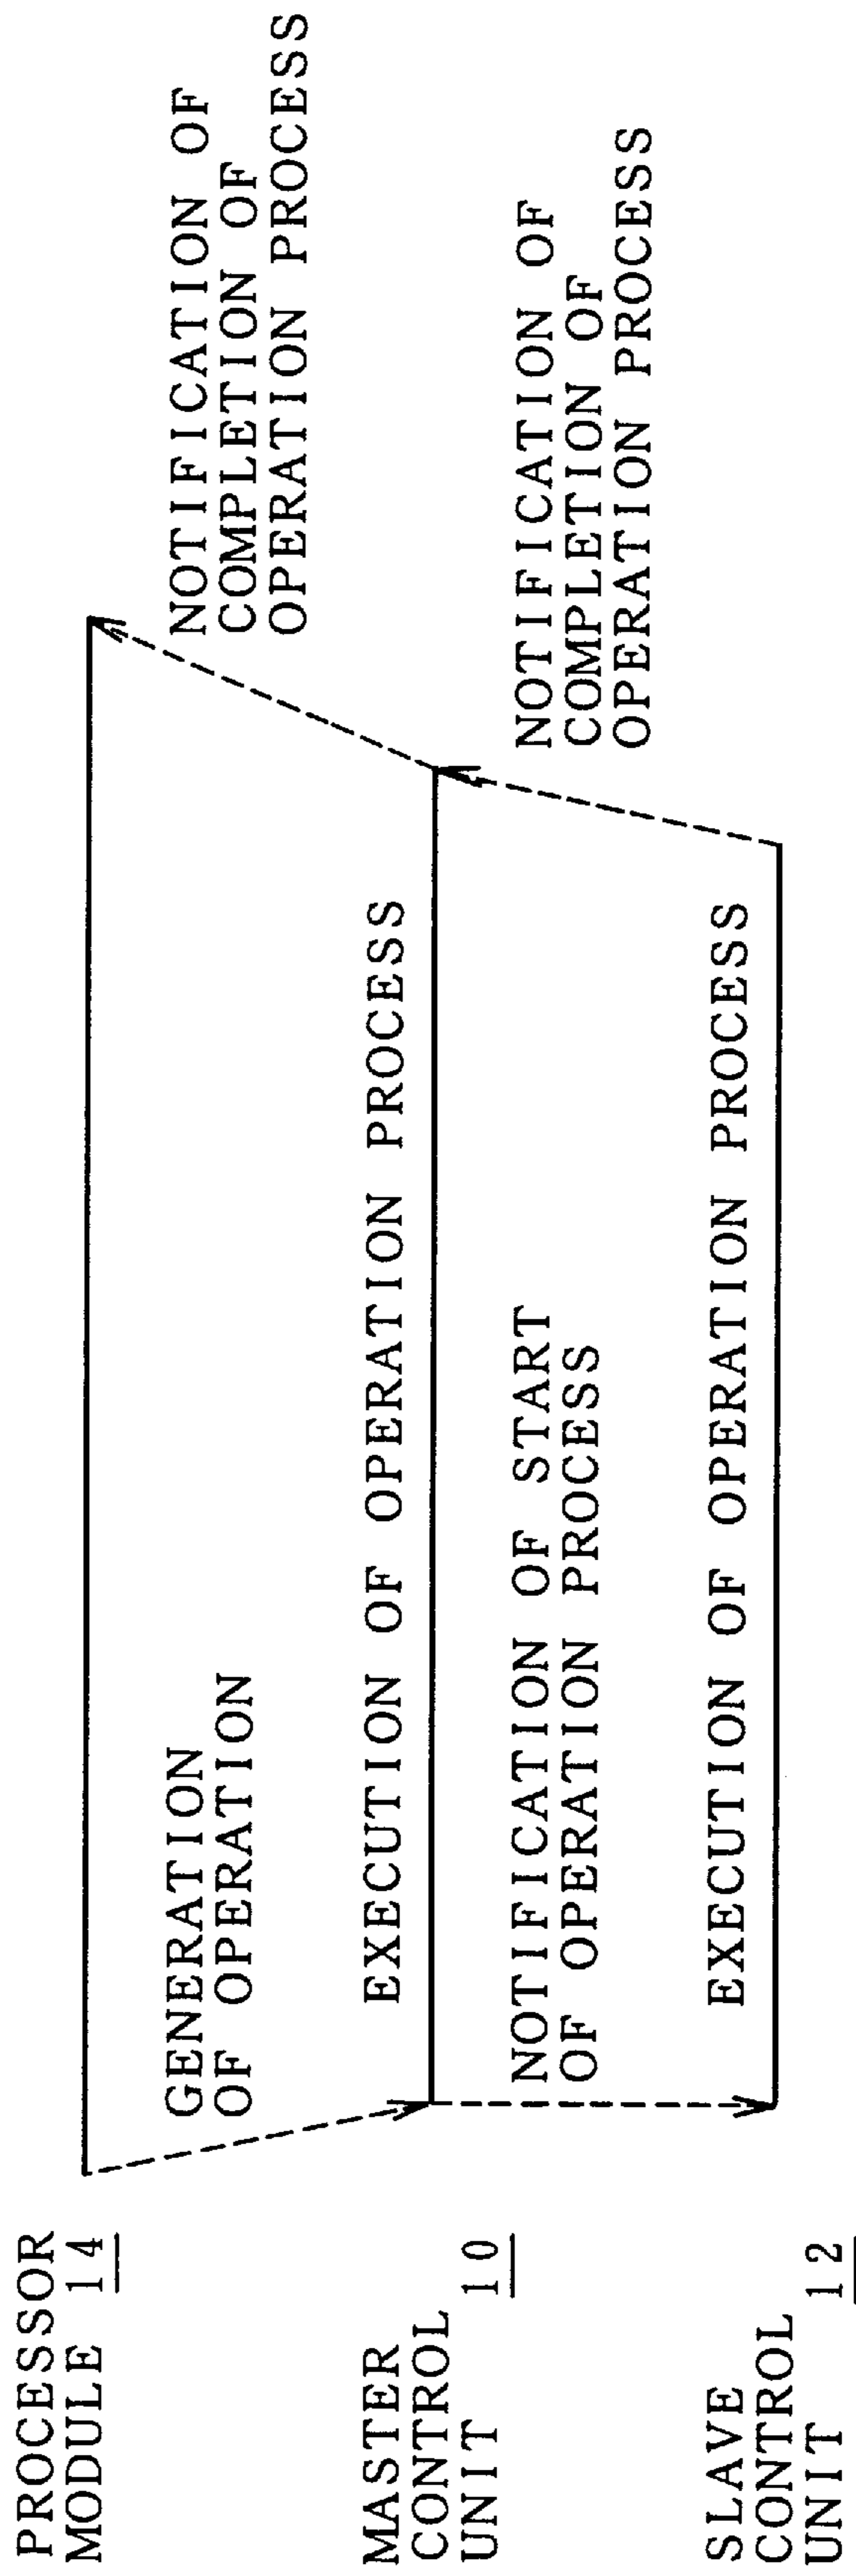 PROCESSOR
MODULE 14
GENERATION
OF OPERATION
NOTIFICATION OF
COMPLETION OF
OPERATION PROCESS
MASTER
CONTROL
UNIT 10
EXECUTION OF OPERATION PROCESS
NOTIFICATION OF START
OF OPERATION PROCESS
NOTIFICATION OF
COMPLETION OF
OPERATION PROCESS
SLAVE
CONTROL
UNIT 12
EXECUTION OF OPERATION PROCESS